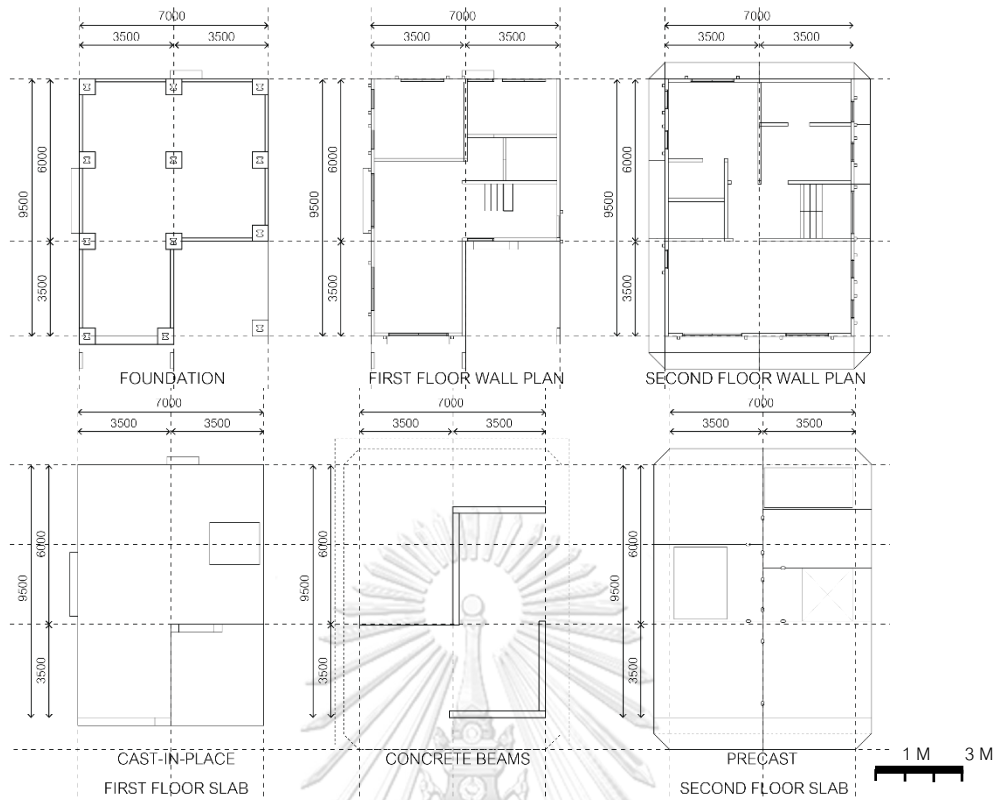 7000 7000 7000
3500 3500 3500 3500 3500 3500
6000 6000 6000
9500 9500 9500
3500 3500 3500
FOUNDATION FIRST FLOOR WALL PLAN SECOND FLOOR WALL PLAN
7000 7000 7000
3500 3500 3500 3500 3500 3500
6000 6000 6000
9500 9500 9500
3500 3500 3500
CAST-IN-PLACE CONCRETE BEAMS PRECAST 1 M 3 M
FIRST FLOOR SLAB SECOND FLOOR SLAB